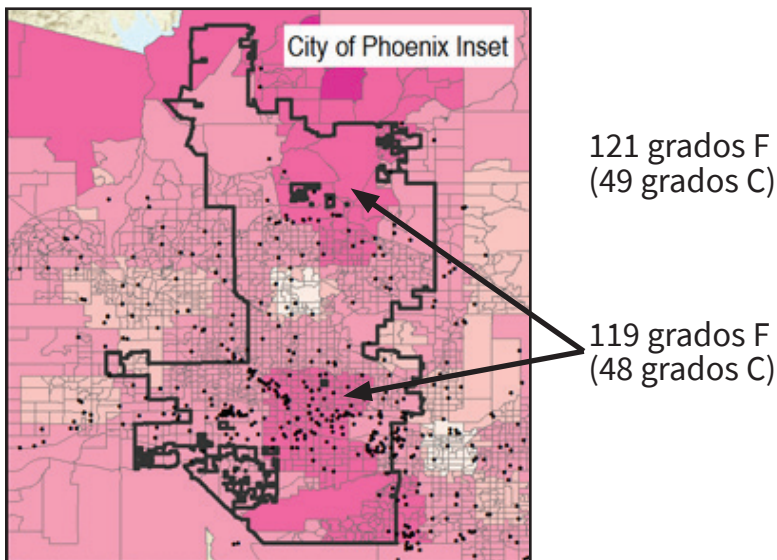 City of Phoenix Inset
121 grados F
(49 grados C)
119 grados F
(48 grados C)